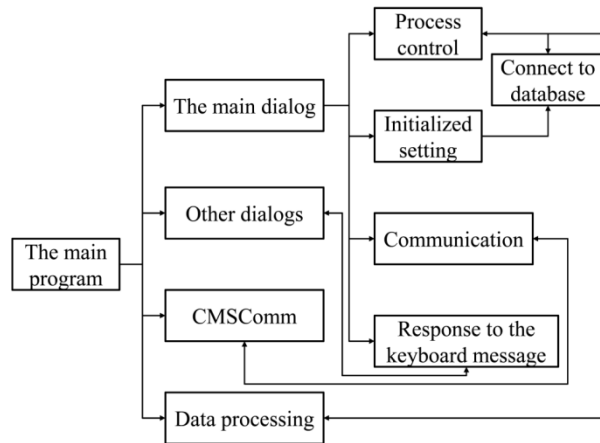 Process
control
Connect to
database
The main dialog
Initialized
setting
Other dialogs
Communication
The main
program
CMSComm
Response to the
keyboard message
Data processing